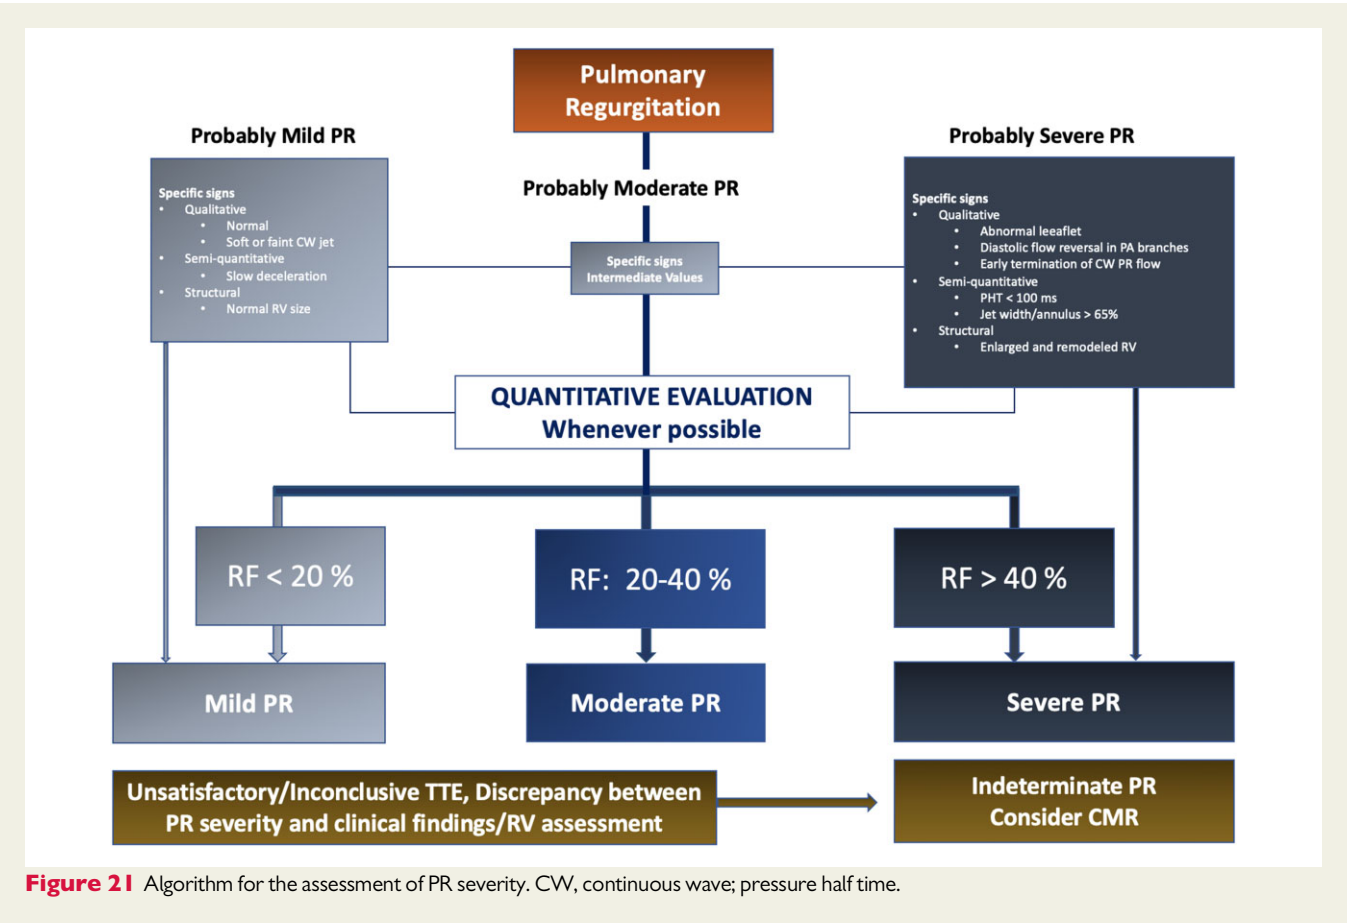 Pulmonary
Regurgitation
Probably Mild PR
Specific signs
• Qualitative
• Normal
• Soft or faint CW jet
• Semi-quantitative
• Slow deceleration
• Structural
• Normal RV size
Probably Moderate PR
Specific signs
Intermediate Values
Probably Severe PR
Specific signs
• Qualitative
• Abnormal leeaflet
• Diastolic flow reversal in PA branches
• Early termination of CW PR flow
• Semi-quantitative
• PHT < 100 ms
• Jet width/annulus > 65%
• Structural
• Enlarged and remodeled RV
QUANTITATIVE EVALUATION
Whenever possible
RF < 20 %
RF: 20-40 %
RF > 40 %
Mild PR
Moderate PR
Severe PR
Unsatisfactory/Inconclusive TTE, Discrepancy between
PR severity and clinical findings/RV assessment
Indeterminate PR
Consider CMR
Figure 21 Algorithm for the assessment of PR severity. CW, continuous wave; pressure half time.